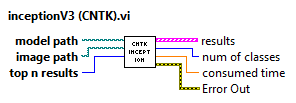 inceptionV3 (CNTK).vi
model path
image path
top n results
CNTK
INCEPT
ION
results
num of classes
consumed time
Error Out